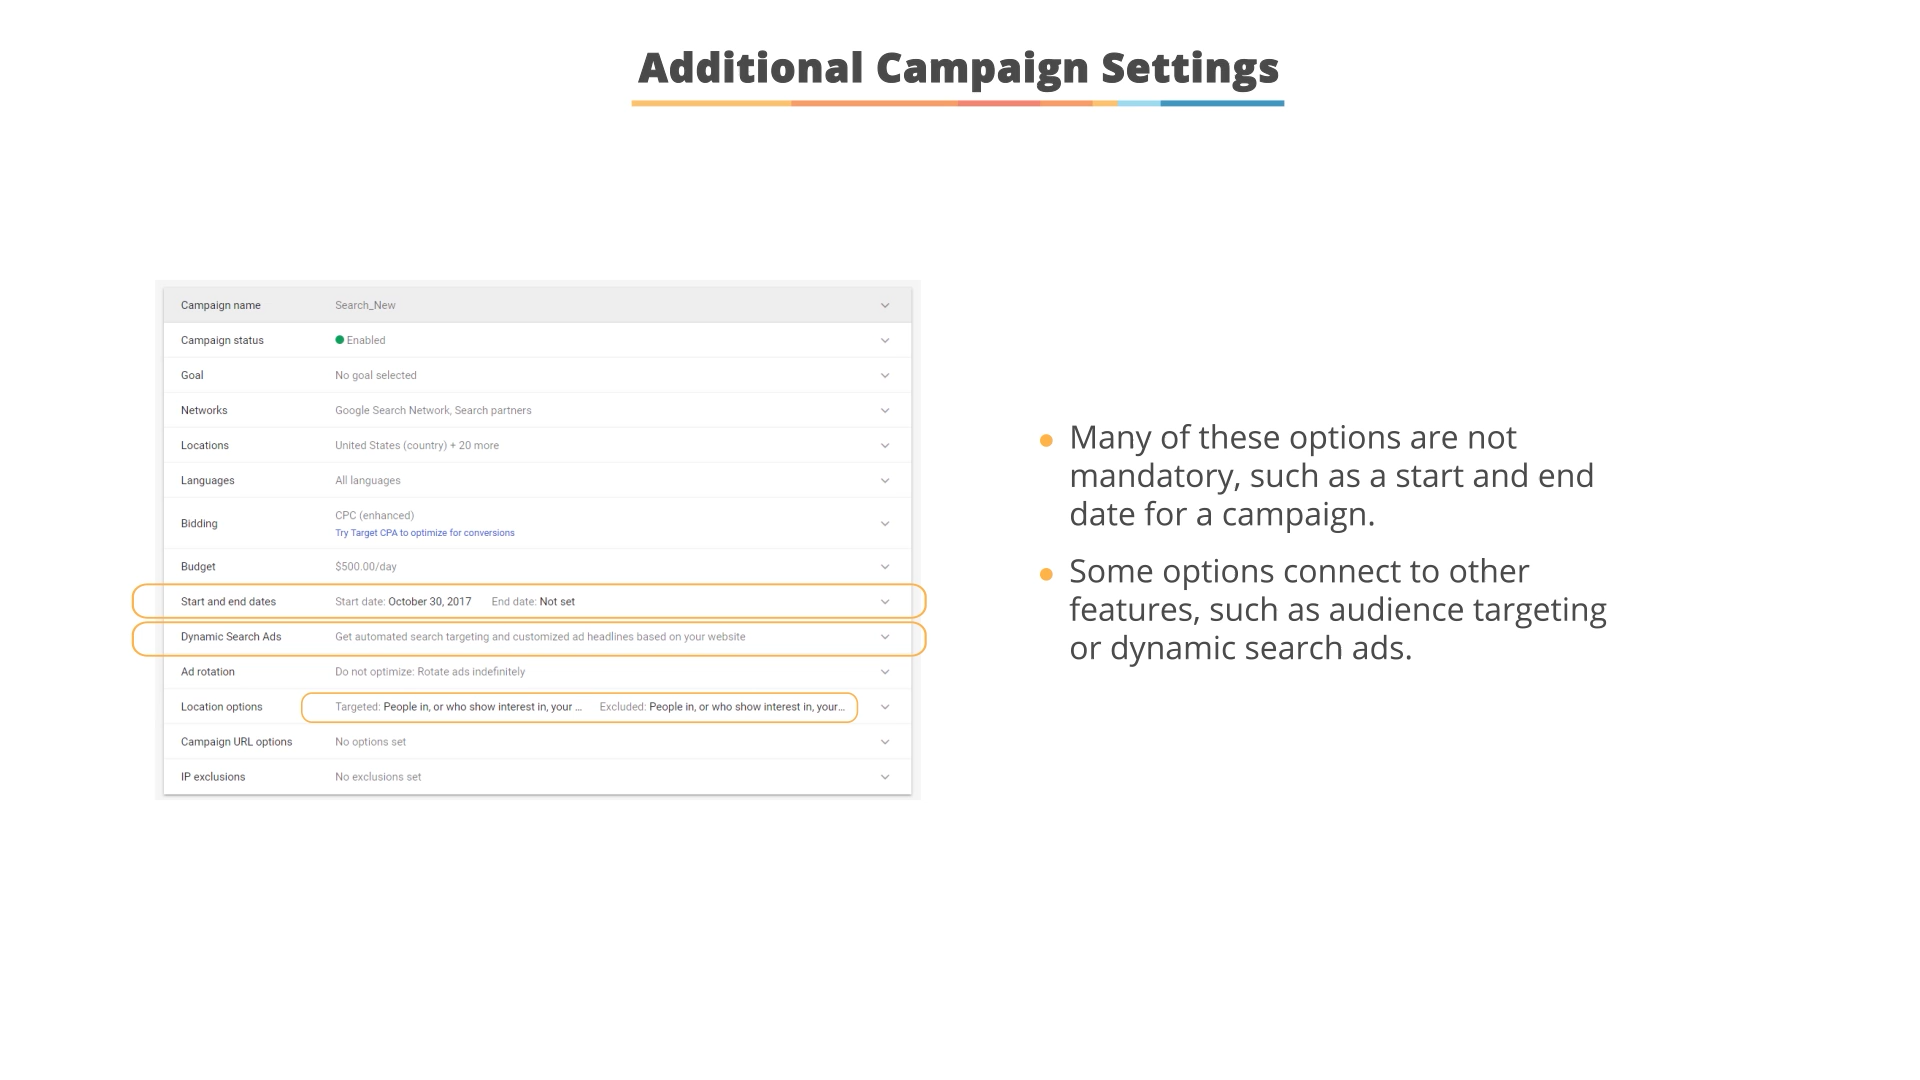 Additional Campaign Settings
Campaign name Search_New
Campaign status Enabled
Goal No goal selected
Networks Google Search Network, Search partners
Locations United States (country) + 20 more
Languages All languages
Bidding CPC (enhanced)
Try Target CPA to optimize for conversions
Budget $500.00/day
Start and end dates Start date: October 30, 2017 End date: Not set
Dynamic Search Ads Get automated search targeting and customized ad headlines based on your website
Ad rotation Do not optimize: Rotate ads indefinitely
Location options Targeted: People in, or who show interest in, your ... Excluded: People in, or who show interest in, your...
Campaign URL options No options set
IP exclusions No exclusions set
Many of these options are not
mandatory, such as a start and end
date for a campaign.
Some options connect to other
features, such as audience targeting
or dynamic search ads.